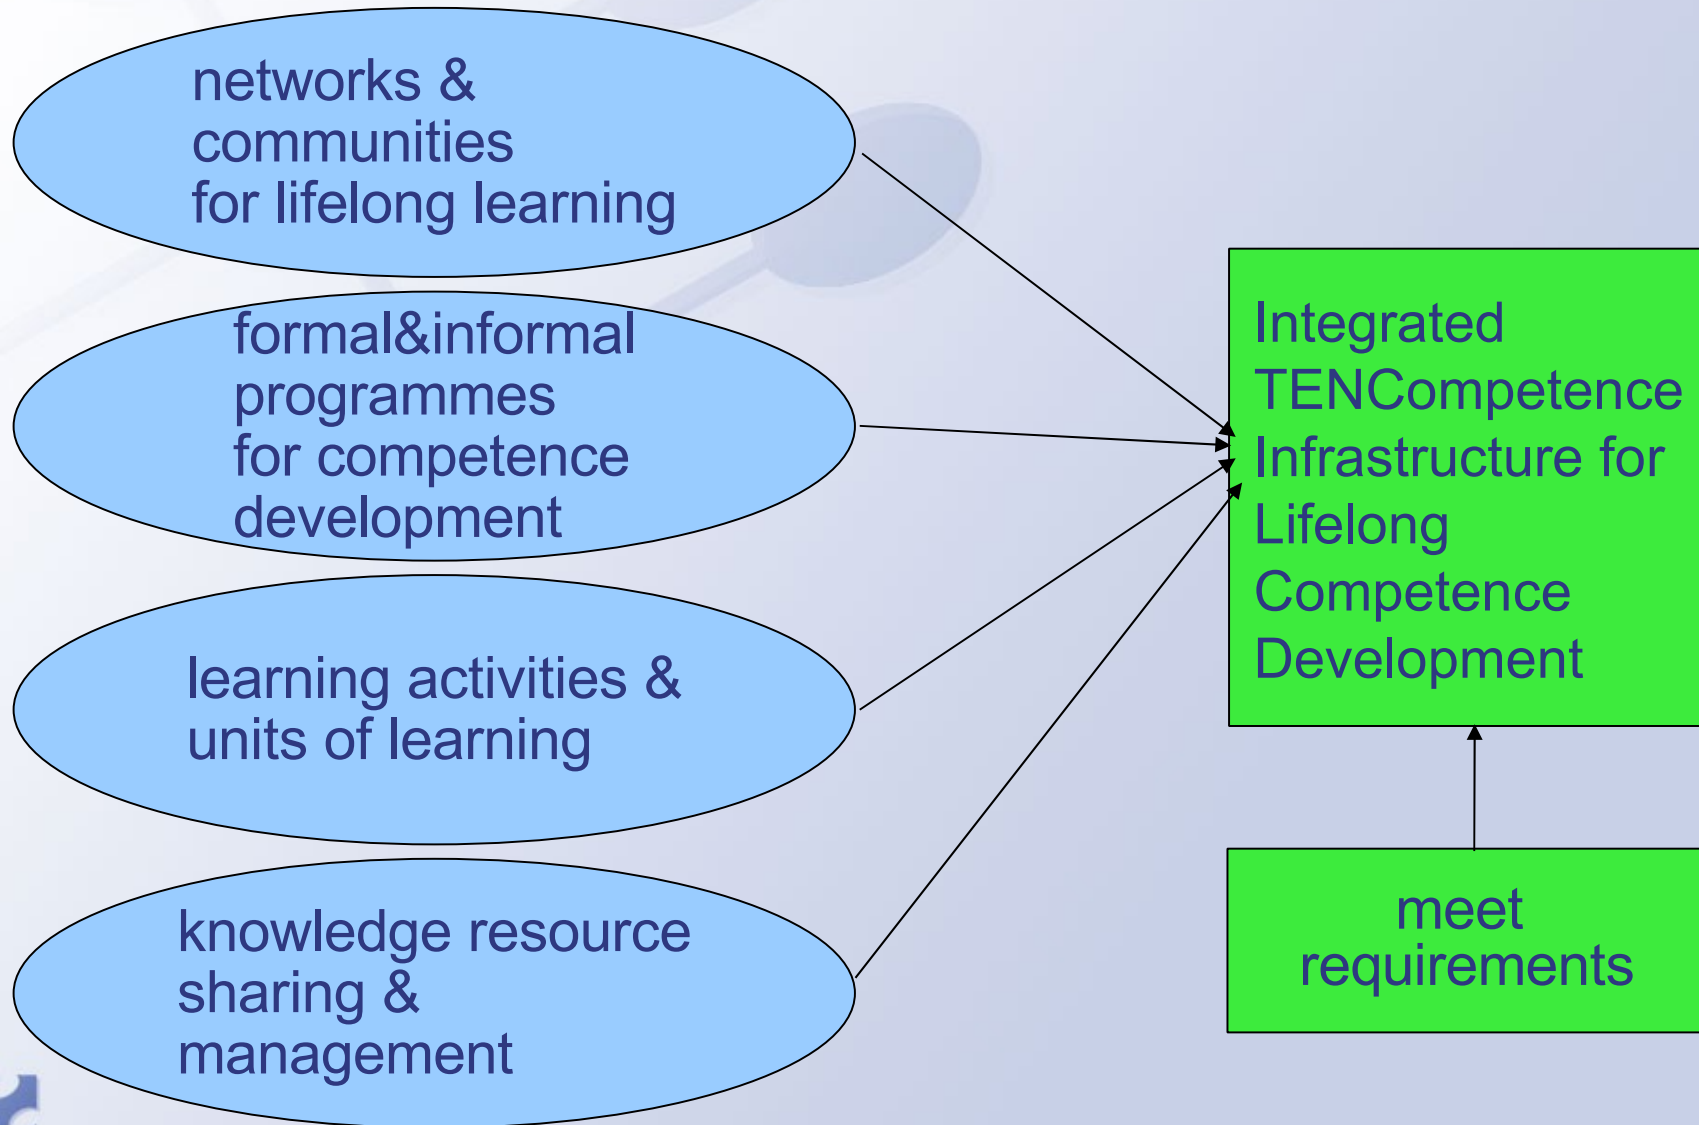 networks &
communities
for lifelong learning
formal&informal
programmes
for competence
development
learning activities &
units of learning
knowledge resource
sharing &
management
Integrated
TENCompetence
Infrastructure for
Lifelong
Competence
Development
meet
requirements